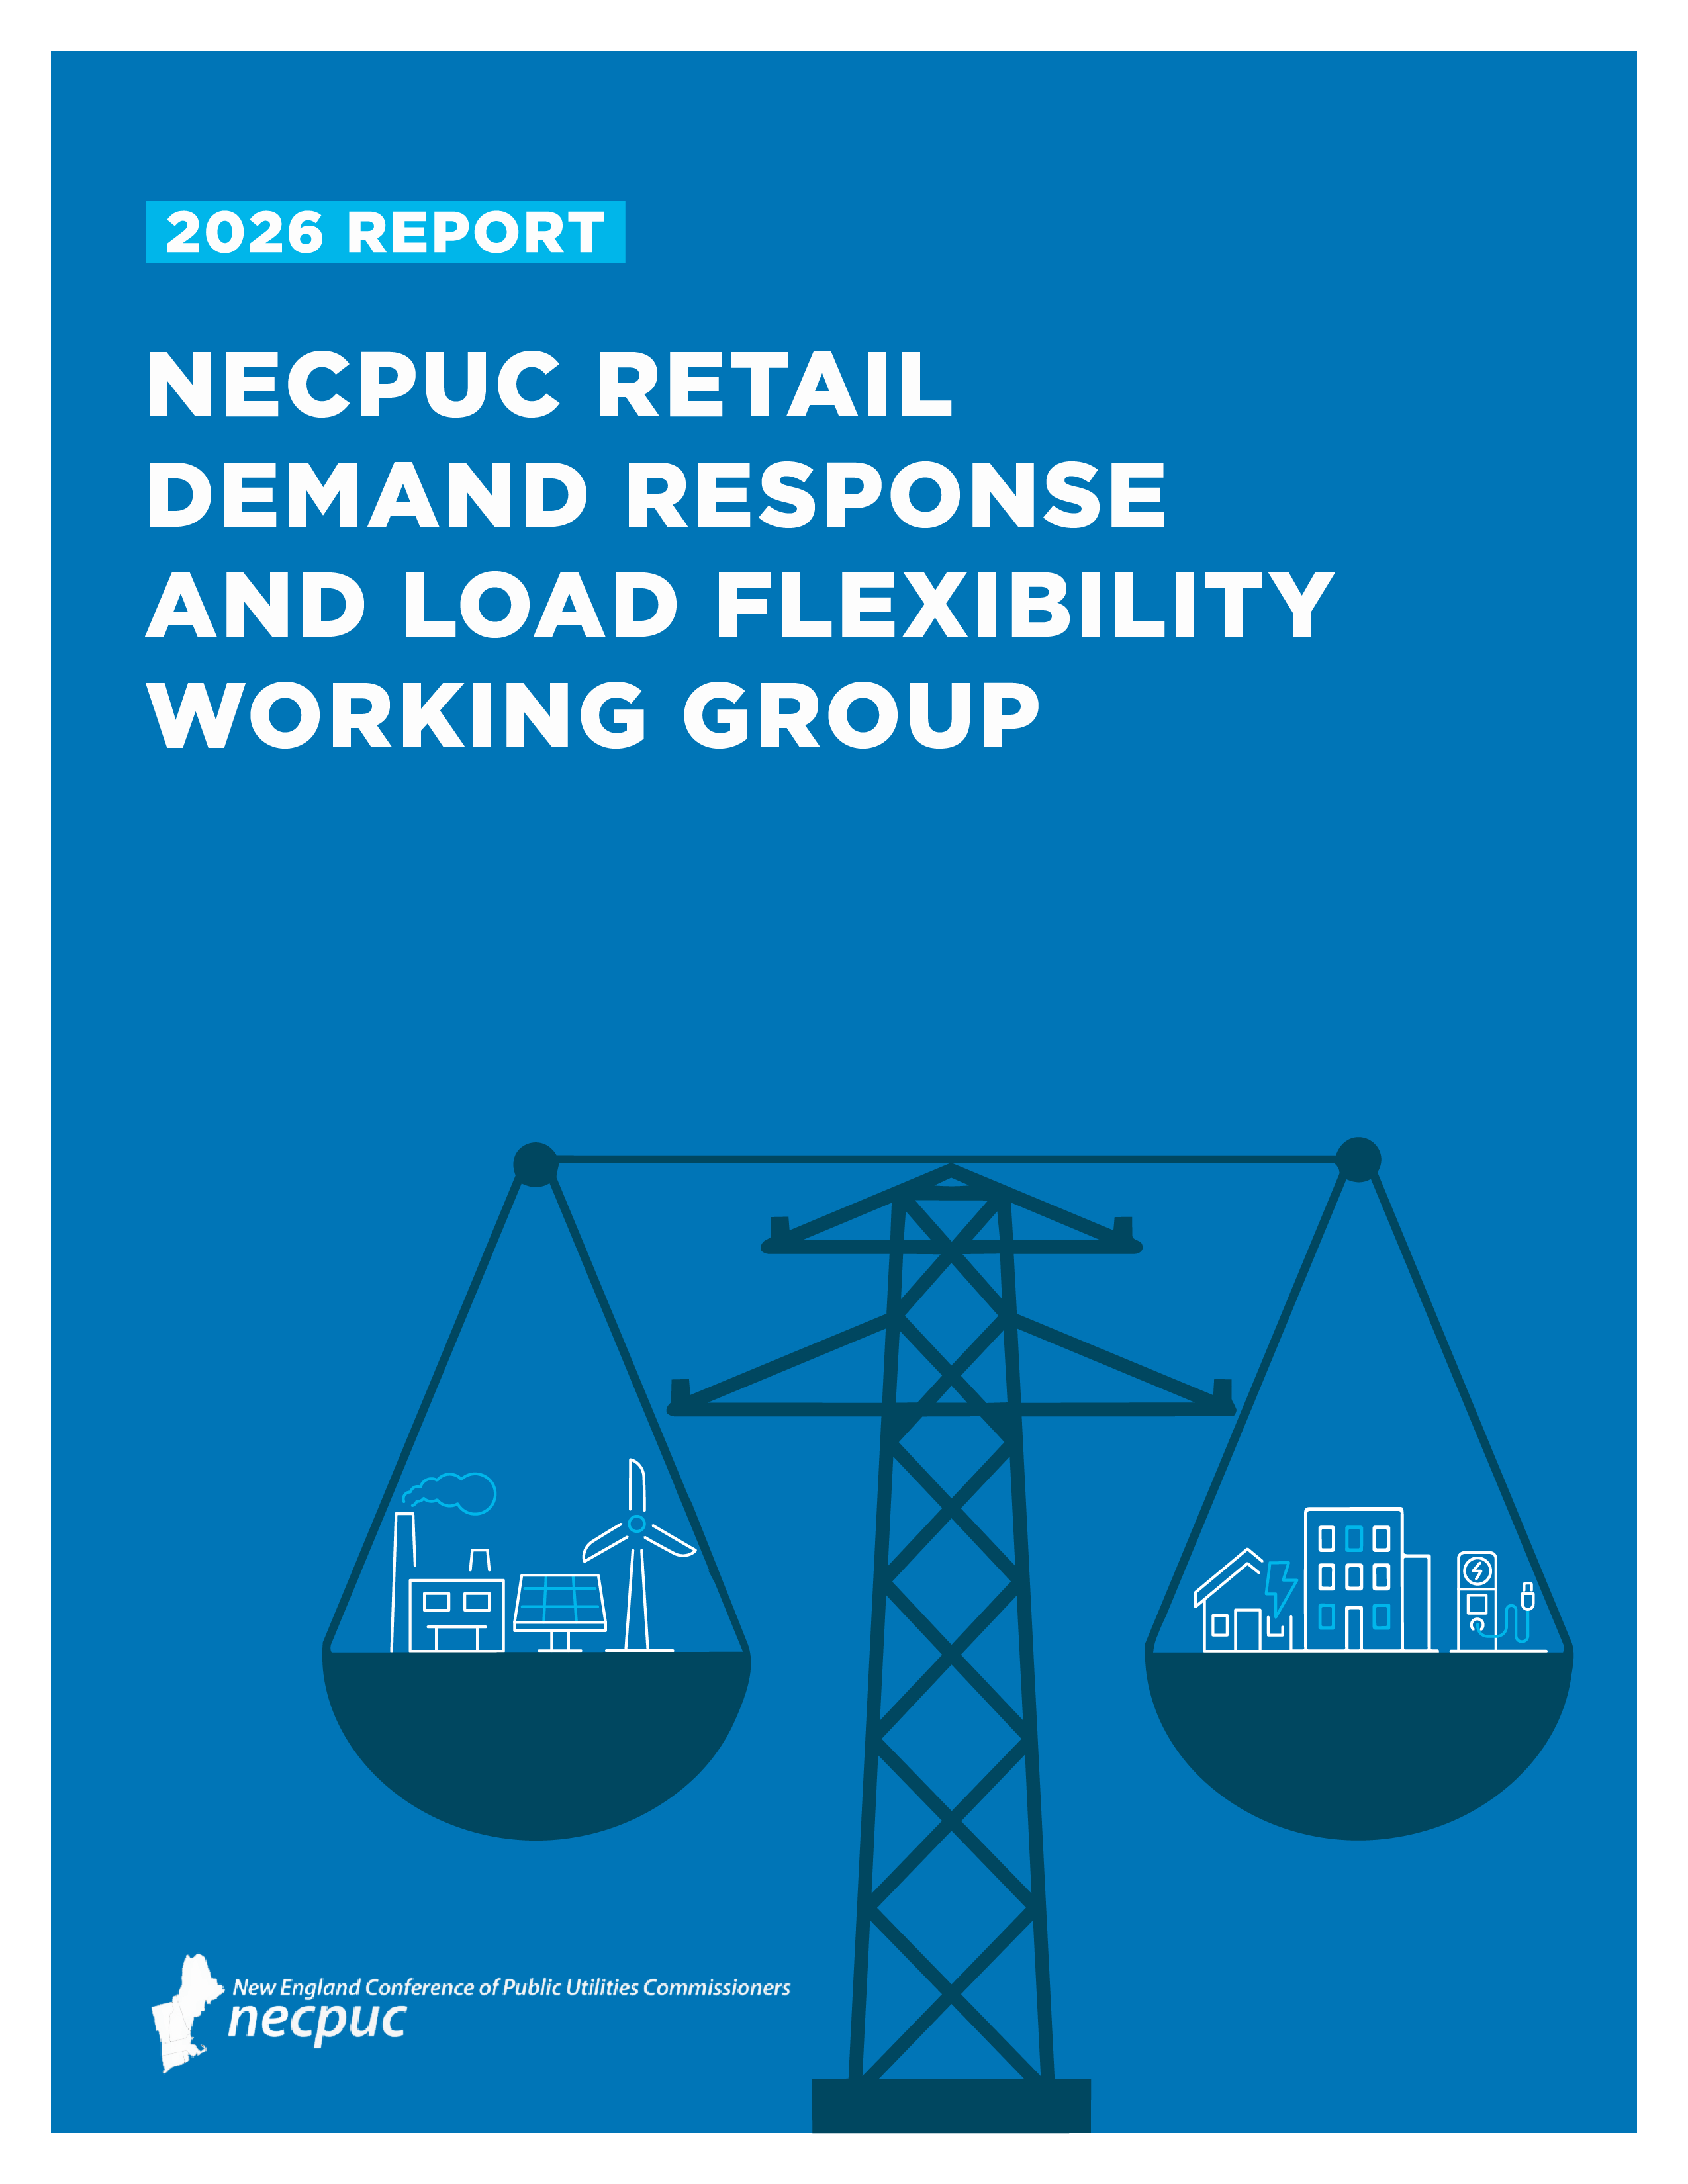 2026 REPORT
NECPUC RETAIL
DEMAND RESPONSE
AND LOAD FLEXIBILITY
WORKING GROUP
New England Conference of Public Utilities Commissioners
necpuc